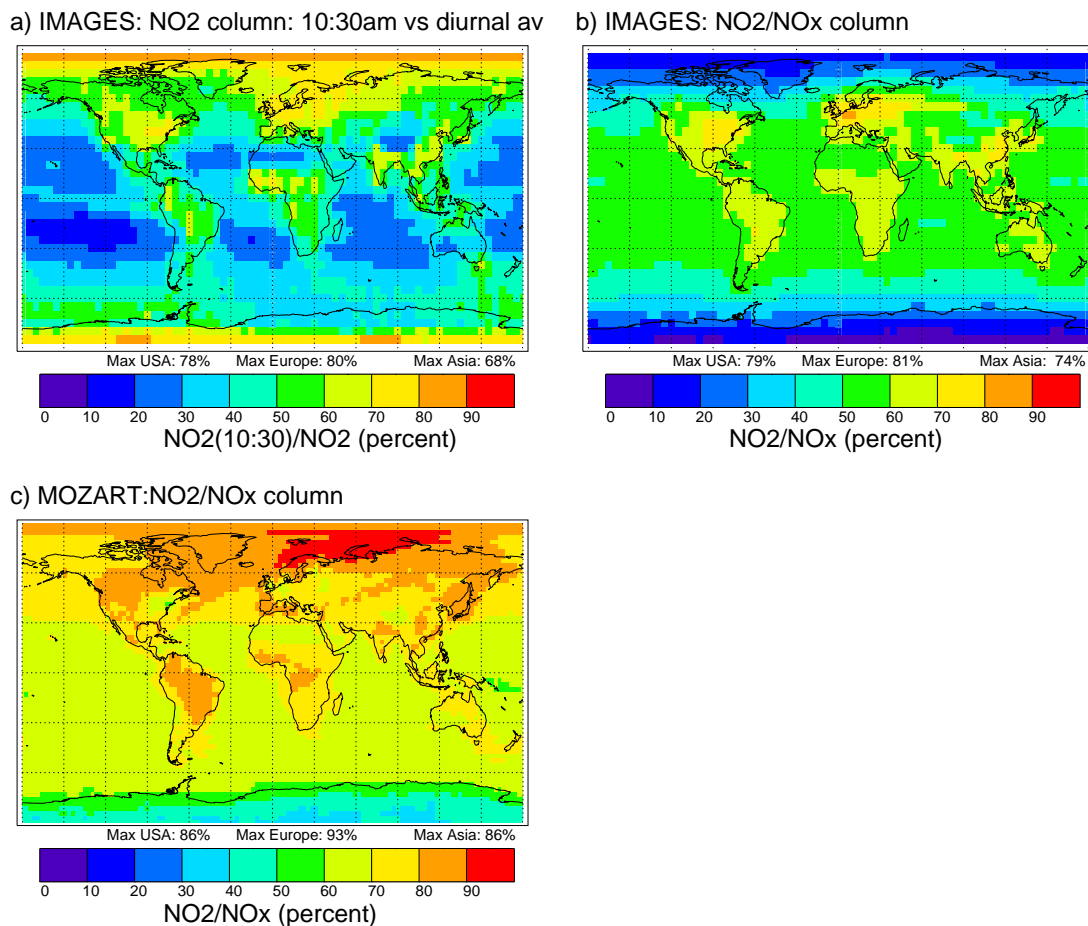 a) IMAGES: NO2 column: 10:30am vs diurnal av
Max USA: 78% Max Europe: 80% Max Asia: 68%
0 10 20 30 40 50 60 70 80 90
NO2(10:30)/NO2 (percent)
b) IMAGES: NO2/NOx column
Max USA: 79% Max Europe: 81% Max Asia: 74%
0 10 20 30 40 50 60 70 80 90
NO2/NOx (percent)
c) MOZART:NO2/NOx column
Max USA: 86% Max Europe: 93% Max Asia: 86%
0 10 20 30 40 50 60 70 80 90
NO2/NOx (percent)